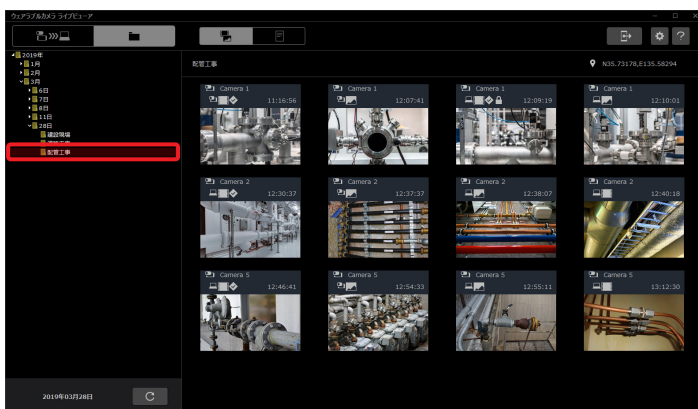 ウェアラブルカメラ ライブビューア
2019年
1月
2月
3月
6日
7日
8日
11日
28日
建設現場
配管工事
2019年03月28日
配管工事
N35.73178,E135.58294
Camera 1
11:16:56
Camera 1
12:07:41
Camera 1
12:09:19
Camera 1
12:10:01
Camera 2
12:30:37
Camera 2
12:37:37
Camera 2
12:38:07
Camera 2
12:40:18
Camera 5
12:46:41
Camera 5
12:54:33
Camera 5
12:55:11
Camera 5
13:12:30